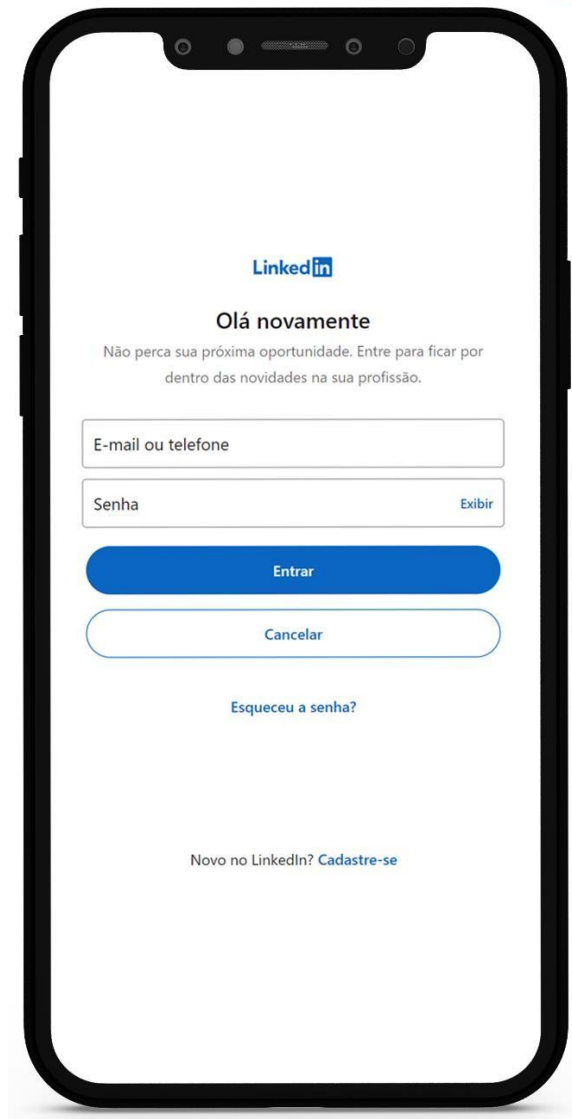 Linkedin
Olá novamente
Não perca sua próxima oportunidade. Entre para ficar por
dentro das novidades na sua profissão.
E-mail ou telefone
Senha Exibir
Entrar
Cancelar
Esqueceu a senha?
Novo no LinkedIn? Cadastre-se